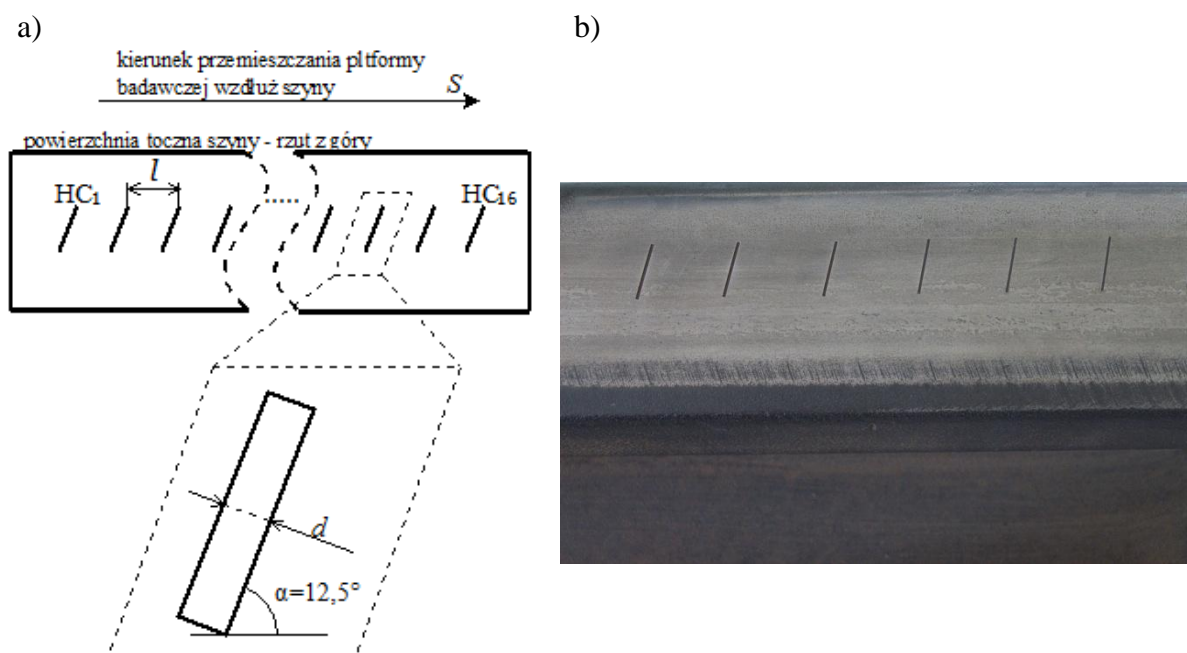 a)
b)
kierunek przemieszczania pltformy
badawczej wzdłuż szyny
S
powierzchnia toczna szyny - rzut z góry
HC1
l
.....
HC16
d
α=12,5°